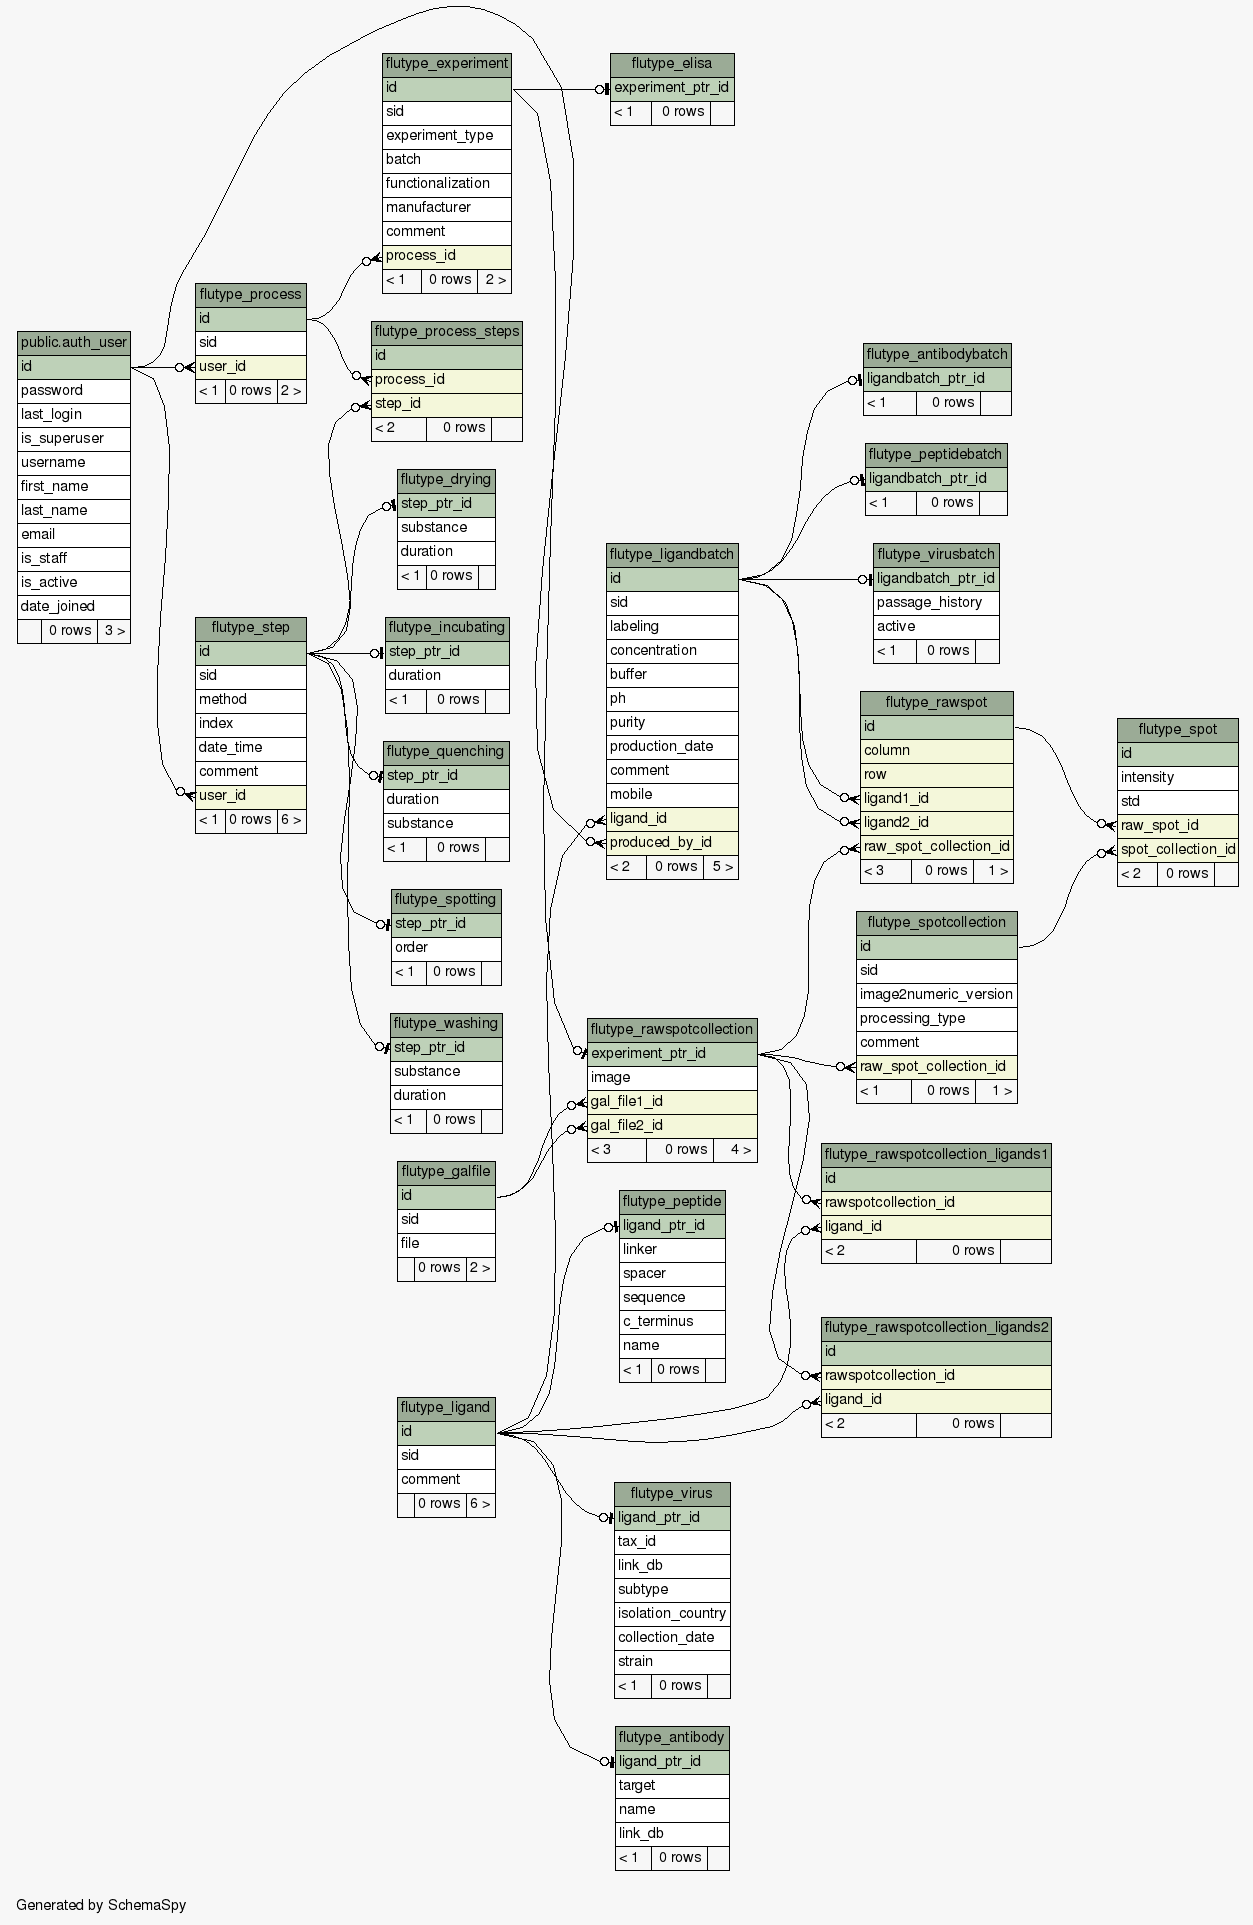 flutype_experiment
id
sid
experiment_type
batch
functionalization
manufacturer
comment
process_id
< 1 0 rows 2 >
flutype_elisa
experiment_ptr_id
< 1 0 rows
flutype_process
id
sid
user_id
< 1 0 rows 2 >
public.auth_user
id
password
last_login
is_superuser
username
first_name
last_name
email
is_staff
is_active
date_joined
0 rows 3 >
flutype_process_steps
id
process_id
step_id
< 2 0 rows
flutype_drying
step_ptr_id
substance
duration
< 1 0 rows
flutype_step
id
sid
method
index
date_time
comment
user_id
< 1 0 rows 6 >
flutype_incubating
step_ptr_id
duration
< 1 0 rows
flutype_quenching
step_ptr_id
duration
substance
< 1 0 rows
flutype_spotting
step_ptr_id
order
< 1 0 rows
flutype_washing
step_ptr_id
substance
duration
< 1 0 rows
flutype_galfile
id
sid
file
0 rows 2 >
flutype_ligand
id
sid
comment
0 rows 6 >
flutype_ligandbatch
id
sid
labeling
concentration
buffer
ph
purity
production_date
comment
mobile
ligand_id
produced_by_id
< 2 0 rows 5 >
flutype_rawspotcollection
experiment_ptr_id
image
gal_file1_id
gal_file2_id
< 3 0 rows 4 >
flutype_peptide
ligand_ptr_id
linker
spacer
sequence
c_terminus
name
< 1 0 rows
flutype_virus
ligand_ptr_id
tax_id
link_db
subtype
isolation_country
collection_date
strain
< 1 0 rows
flutype_antibody
ligand_ptr_id
target
name
link_db
< 1 0 rows
flutype_antibodybatch
ligandbatch_ptr_id
< 1 0 rows
flutype_peptidebatch
ligandbatch_ptr_id
< 1 0 rows
flutype_virusbatch
ligandbatch_ptr_id
passage_history
active
< 1 0 rows
flutype_rawspot
id
column
row
ligand1_id
ligand2_id
raw_spot_collection_id
< 3 0 rows 1 >
flutype_spotcollection
id
sid
image2numeric_version
processing_type
comment
raw_spot_collection_id
< 1 0 rows 1 >
flutype_rawspotcollection_ligands1
id
rawspotcollection_id
ligand_id
< 2 0 rows
flutype_rawspotcollection_ligands2
id
rawspotcollection_id
ligand_id
< 2 0 rows
flutype_spot
id
intensity
std
raw_spot_id
spot_collection_id
< 2 0 rows
Generated by SchemaSpy